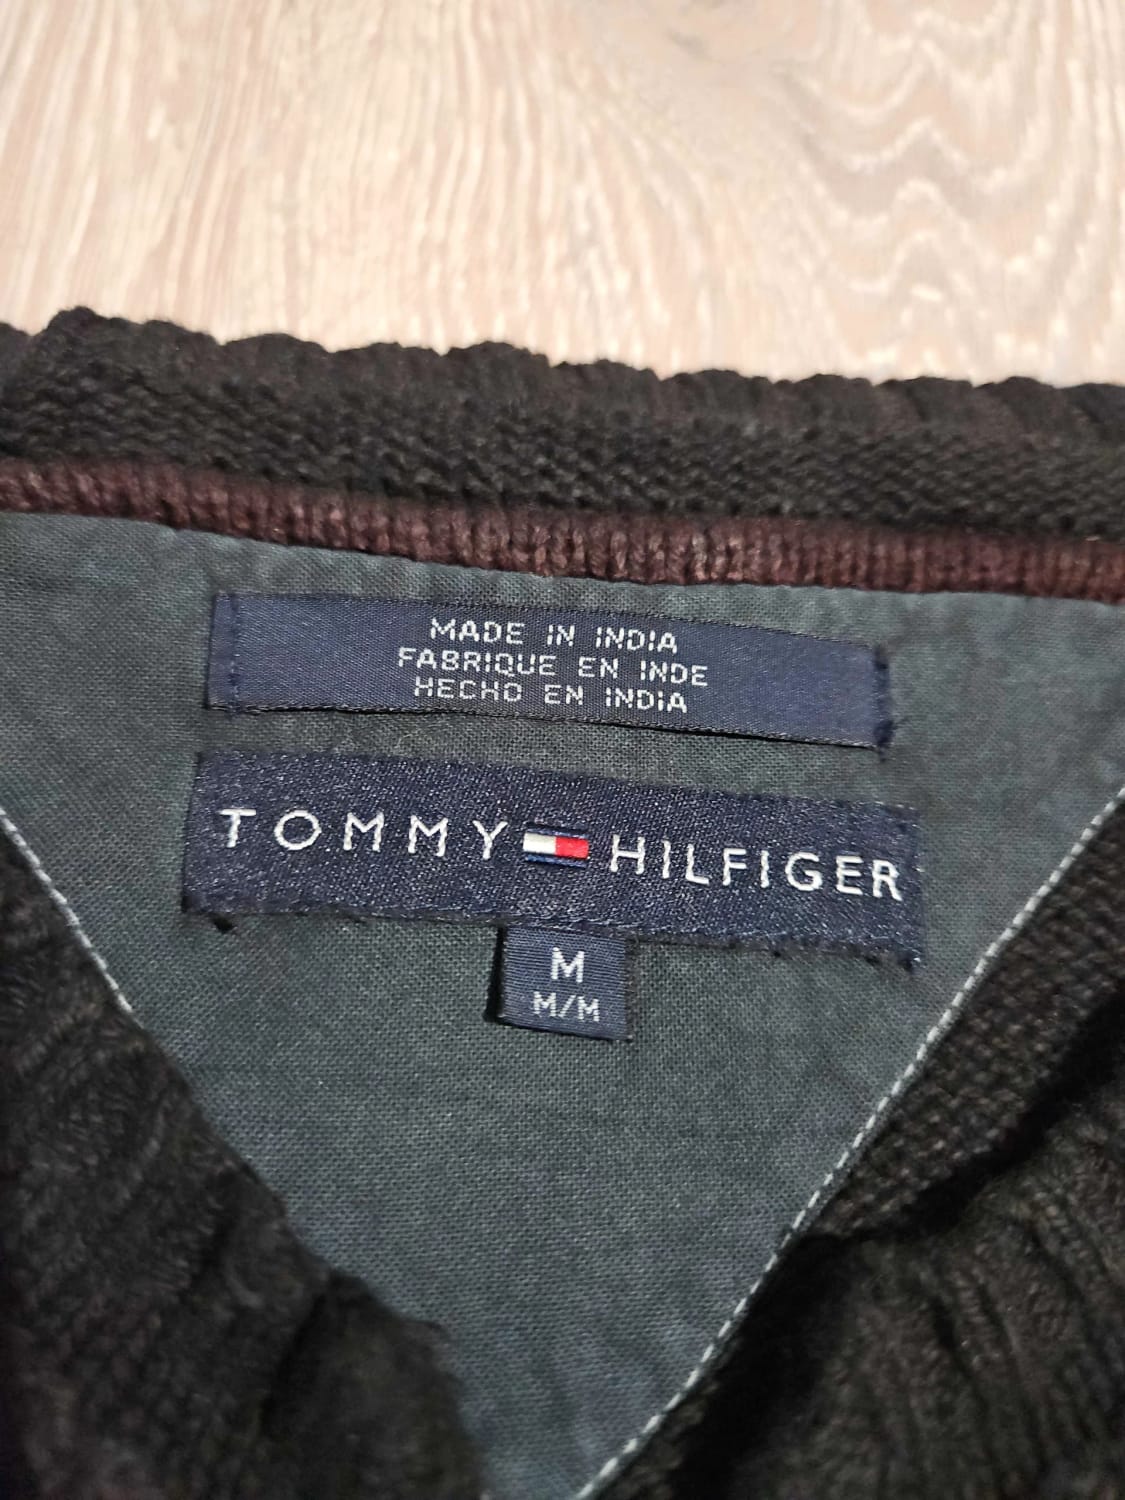 MADE IN INDIA
FABRIQUE EN INDE
HECHO EN INDIA
TOMMY HILFIGER
M
M/M